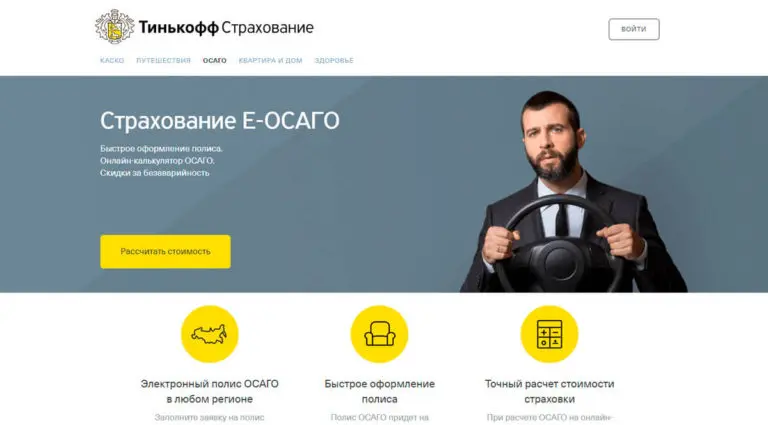 Тинькофф Страхование
ВОЙТИ
КАСКО ПУТЕШЕСТВИЯ ОСАГО КВАРТИРА И ДОМ ЗДОРОВЬЕ
Страхование Е-ОСАГО
Быстрое оформление полиса.
Онлайн-калькулятор ОСАГО.
Скидки за безаварийность
Рассчитать стоимость
Электронный полис ОСАГО
в любом регионе
Заполните заявку на полис
Быстрое оформление
полиса
Полис ОСАГО придет на
Точный расчет стоимости
страховки
При расчете ОСАГО на онлайн-